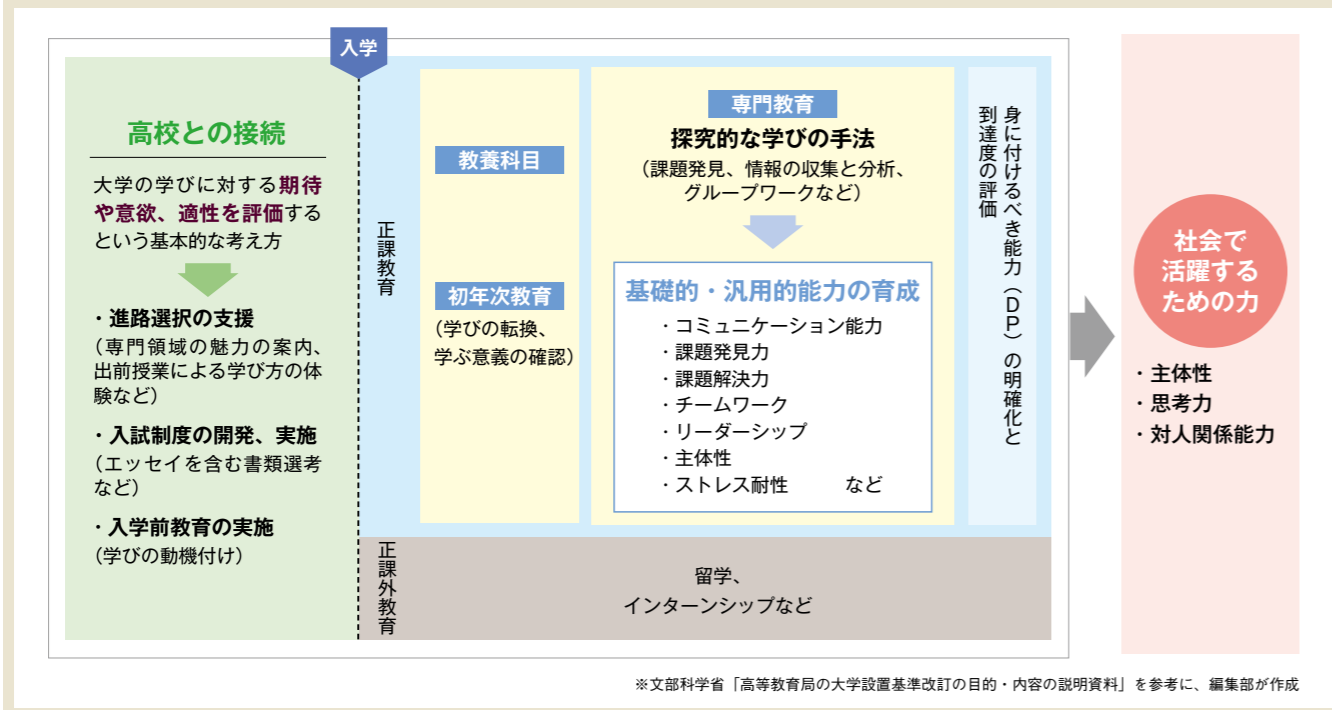 入学
高校との接続
大学の学びに対する期待
や意欲、適性を評価する
という基本的な考え方
・進路選択の支援
（専門領域の魅力の案内、
出前授業による学び方の体
験など）
・入試制度の開発、実施
（エッセイを含む書類選考
など）
・入学前教育の実施
（学びの動機付け）
正課教育
教養科目
初年次教育
（学びの転換、
学ぶ意義の確認）
専門教育
探究的な学びの手法
（課題発見、情報の収集と分析、
グループワークなど）
基礎的・汎用的能力の育成
・コミュニケーション能力
・課題発見力
・課題解決力
・チームワーク
・リーダーシップ
・主体性
・ストレス耐性　　など
身に付けるべき能力（DP）の明確化と
到達度の評価
正課外教育
留学、
インターンシップなど
社会で
活躍する
ための力
・主体性
・思考力
・対人関係能力
※文部科学省「高等教育局の大学設置基準改訂の目的・内容の説明資料」を参考に、編集部が作成